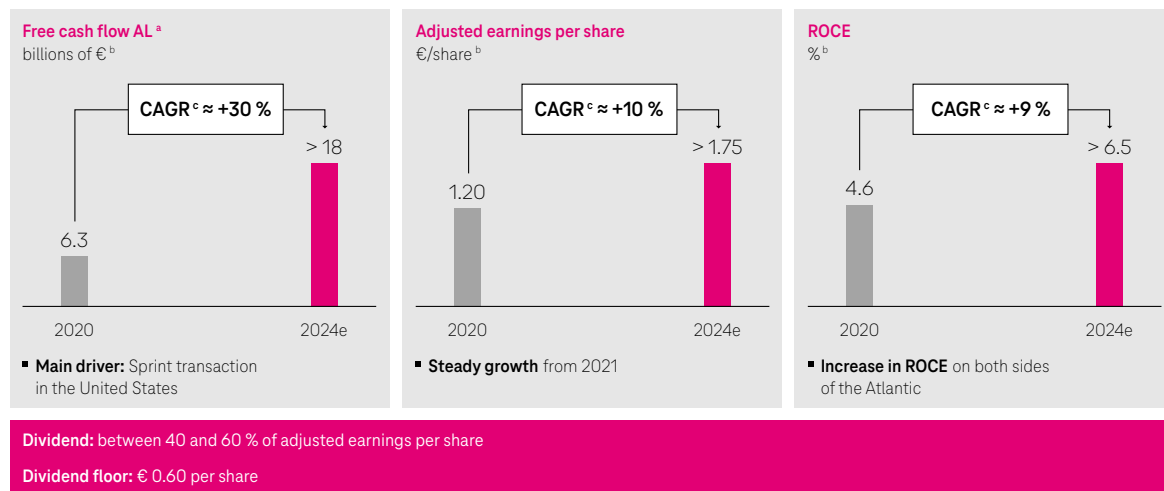 Free cash flow AL a
billions of € b
CAGR c ≈ +30 %
> 18
6.3
2020
2024e
Main driver: Sprint transaction
in the United States
Adjusted earnings per share
€/share b
CAGR c ≈ +10 %
> 1.75
1.20
2020
2024e
Steady growth from 2021
ROCE
% b
CAGR c ≈ +9 %
> 6.5
4.6
2020
2024e
Increase in ROCE on both sides
of the Atlantic
Dividend: between 40 and 60 % of adjusted earnings per share
Dividend floor: € 0.60 per share